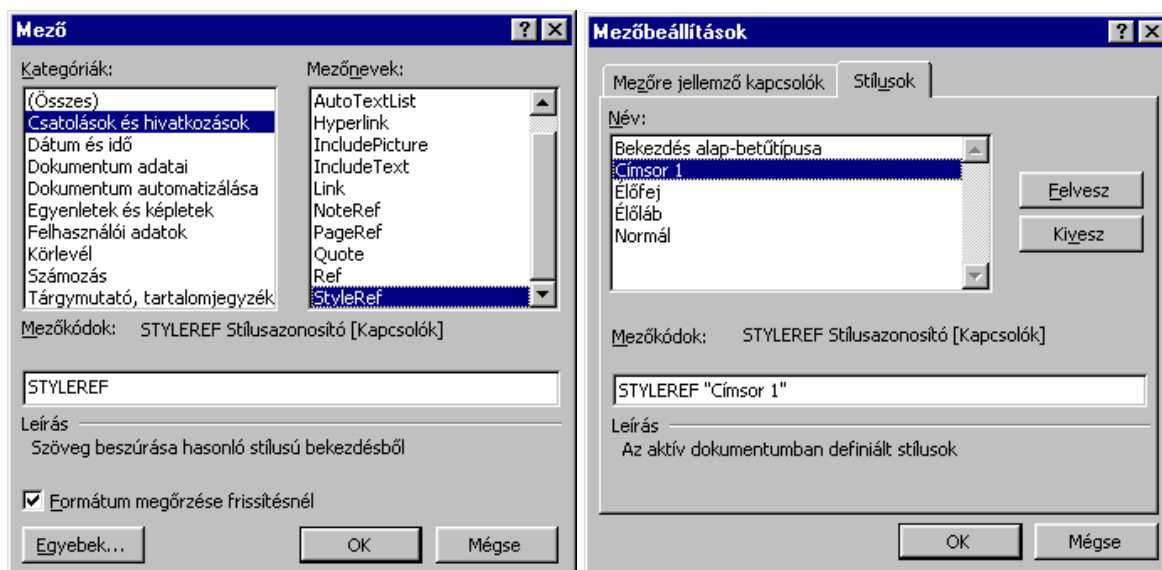 Mező
Kategóriák:
(Összes)
Csatolások és hivatkozások
Dátum és idő
Dokumentum adatai
Dokumentum automatizálása
Egyenletek és képletek
Felhasználói adatok
Körlevél
Számozás
Tárgymutató, tartalomjegyzék
Mezőnevek:
AutoTextList
Hyperlink
IncludePicture
IncludeText
Link
NoteRef
PageRef
Quote
Ref
StyleRef
Mezőkódok: STYLEREF Stílusazonosító [Kapcsolók]
STYLEREF
Leírás
Szöveg beszúrása hasonló stílusú bekezdésből
Formátum megőrzése frissítésnél
Egyebek... OK Mégse
Mezőbeállítások
Mezőre jellemző kapcsolók Stílusok
Név:
Bekezdés alap-betűtípusa
Címsor 1
Élőfej
Élőláb
Normál
Felvesz
Kivesz
Mezőkódok: STYLEREF Stílusazonosító [Kapcsolók]
STYLEREF "Címsor 1"
Leírás
Az aktív dokumentumban definiált stílusok
OK Mégse